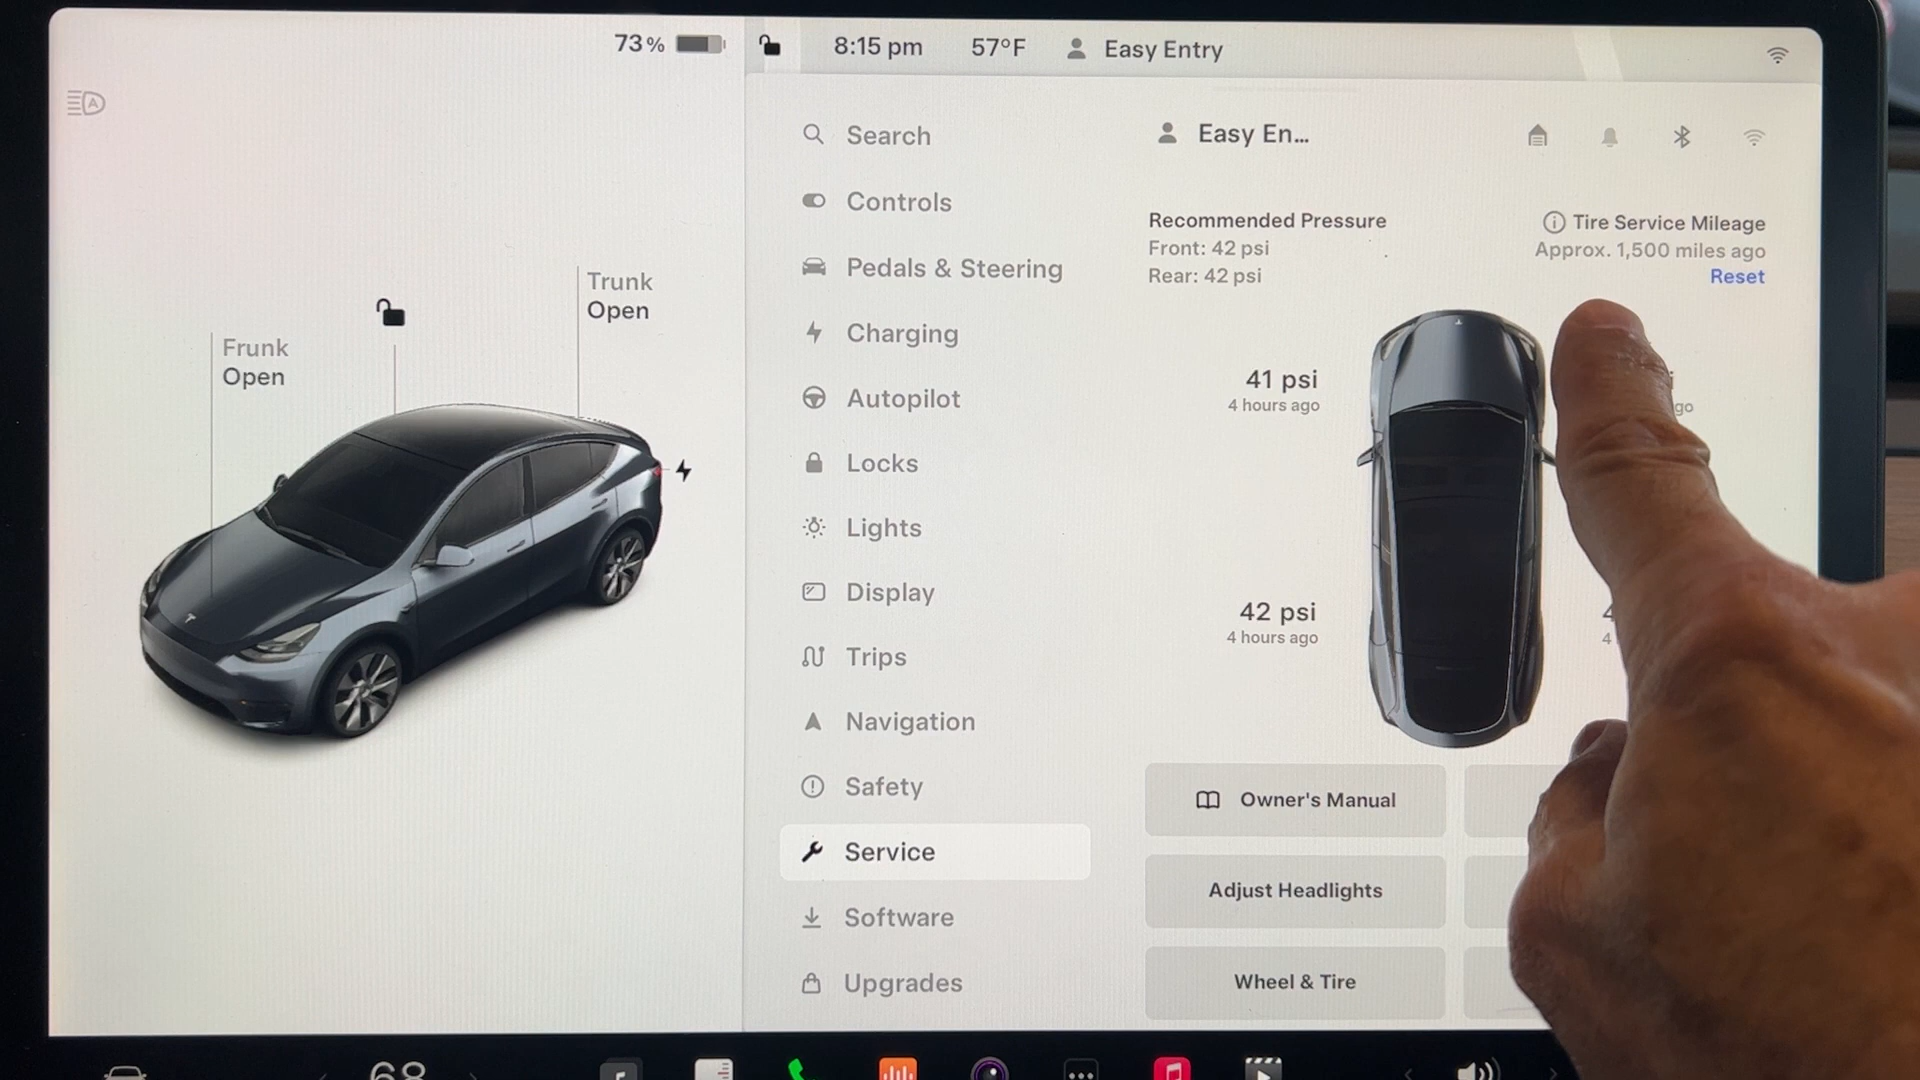 73%
8:15 pm
57°F
Easy Entry
A
Trunk
Open
Frunk
Open
Search
Controls
Pedals & Steering
Charging
Autopilot
Locks
Lights
Display
Trips
Navigation
Safety
Service
Software
Upgrades
Easy En...
Recommended Pressure
Front: 42 psi
Rear: 42 psi
Tire Service Mileage
Approx. 1,500 miles ago
Reset
41 psi
4 hours ago
42 psi
4 hours ago
4
Owner's Manual
Adjust Headlights
Wheel & Tire
68